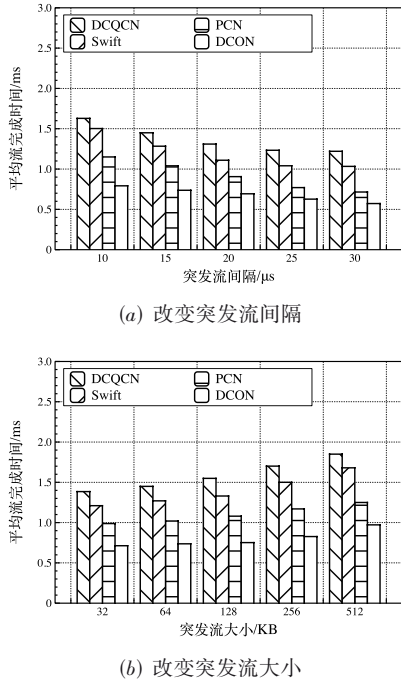 3.0
DCQCN PCN
Swift DCON
2.5
2.0
1.5
1.0
0.5
0
平均流完成时间/ms
10 15 20 25 30
突发流间隔/μs
(a) 改变突发流间隔
3.0
DCQCN PCN
Swift DCON
2.5
2.0
1.5
1.0
0.5
0
平均流完成时间/ms
32 64 128 256 512
突发流大小/KB
(b) 改变突发流大小